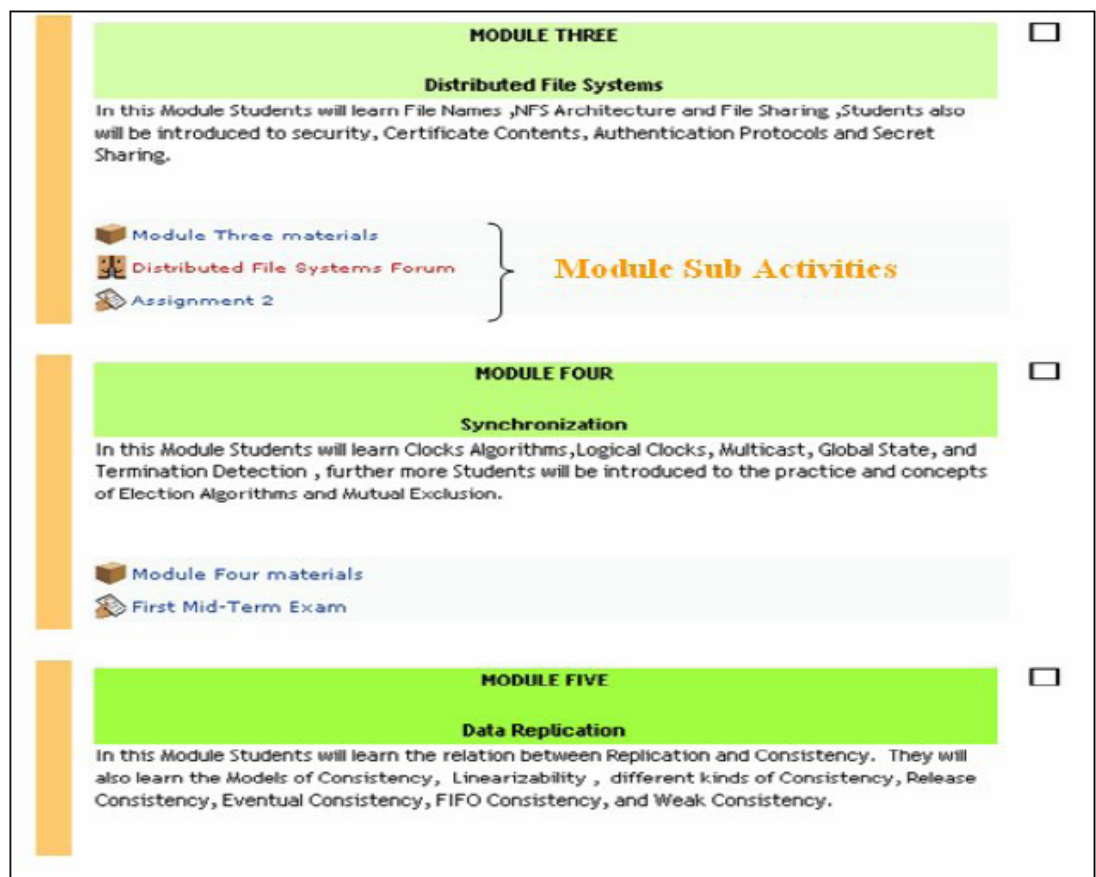 MODULE THREE
Distributed File Systems
In this Module Students will learn File Names ,NFS Architecture and File Sharing ,Students also
will be introduced to security, Certificate Contents, Authentication Protocols and Secret
Sharing.
Module Three materials
Distributed File Systems Forum
Assignment 2
Module Sub Activities
MODULE FOUR
Synchronization
In this Module Students will learn Clocks Algorithms,Logical Clocks, Multicast, Global State, and
Termination Detection , further more Students will be introduced to the practice and concepts
of Election Algorithms and Mutual Exclusion.
Module Four materials
First Mid-Term Exam
MODULE FIVE
Data Replication
In this Module Students will learn the relation between Replication and Consistency. They will
also learn the Models of Consistency, Linearizability , different kinds of Consistency, Release
Consistency, Eventual Consistency, FIFO Consistency, and Weak Consistency.